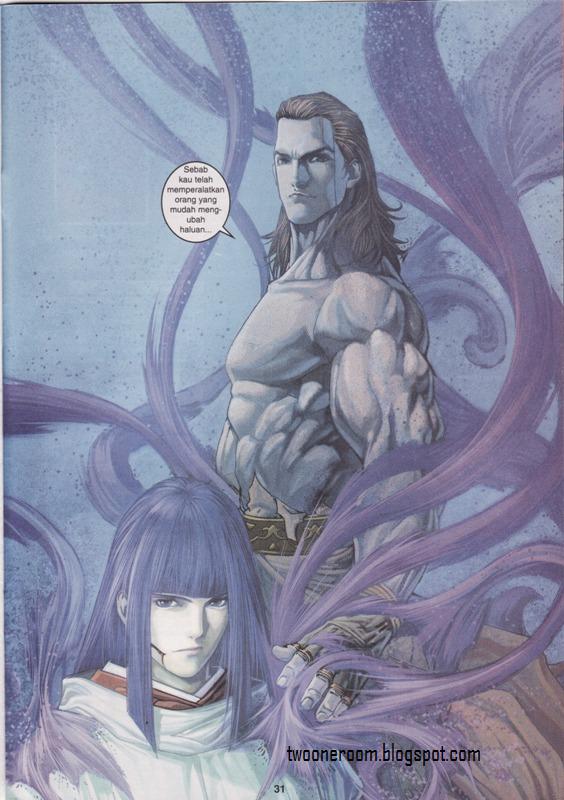 Sebab
kau telah
memperalatkan
orang yang
mudah meng-
ubah
haluan...
twooneroom.blogspot.com
31